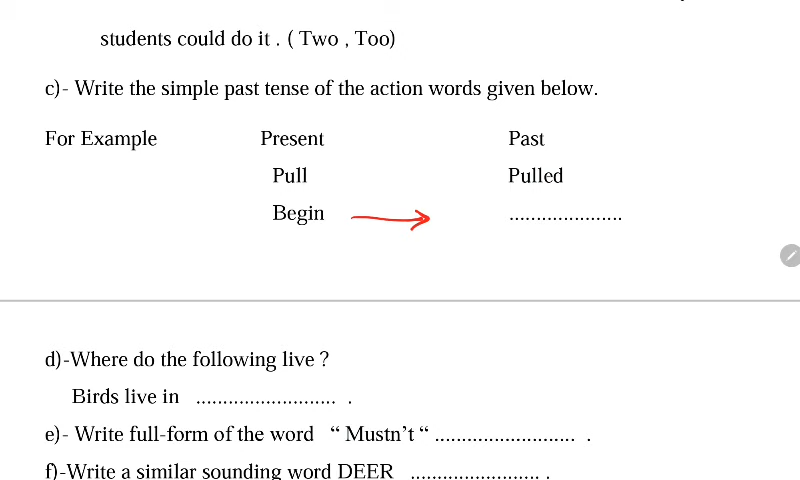 students could do it . ( Two , Too)
c)- Write the simple past tense of the action words given below.
For Example Present Past
Pull Pulled
Begin .....................
d)-Where do the following live ?
Birds live in .......................... .
e)- Write full-form of the word “ Mustn’t “ .......................... .
f)-Write a similar sounding word DEER ........................ .